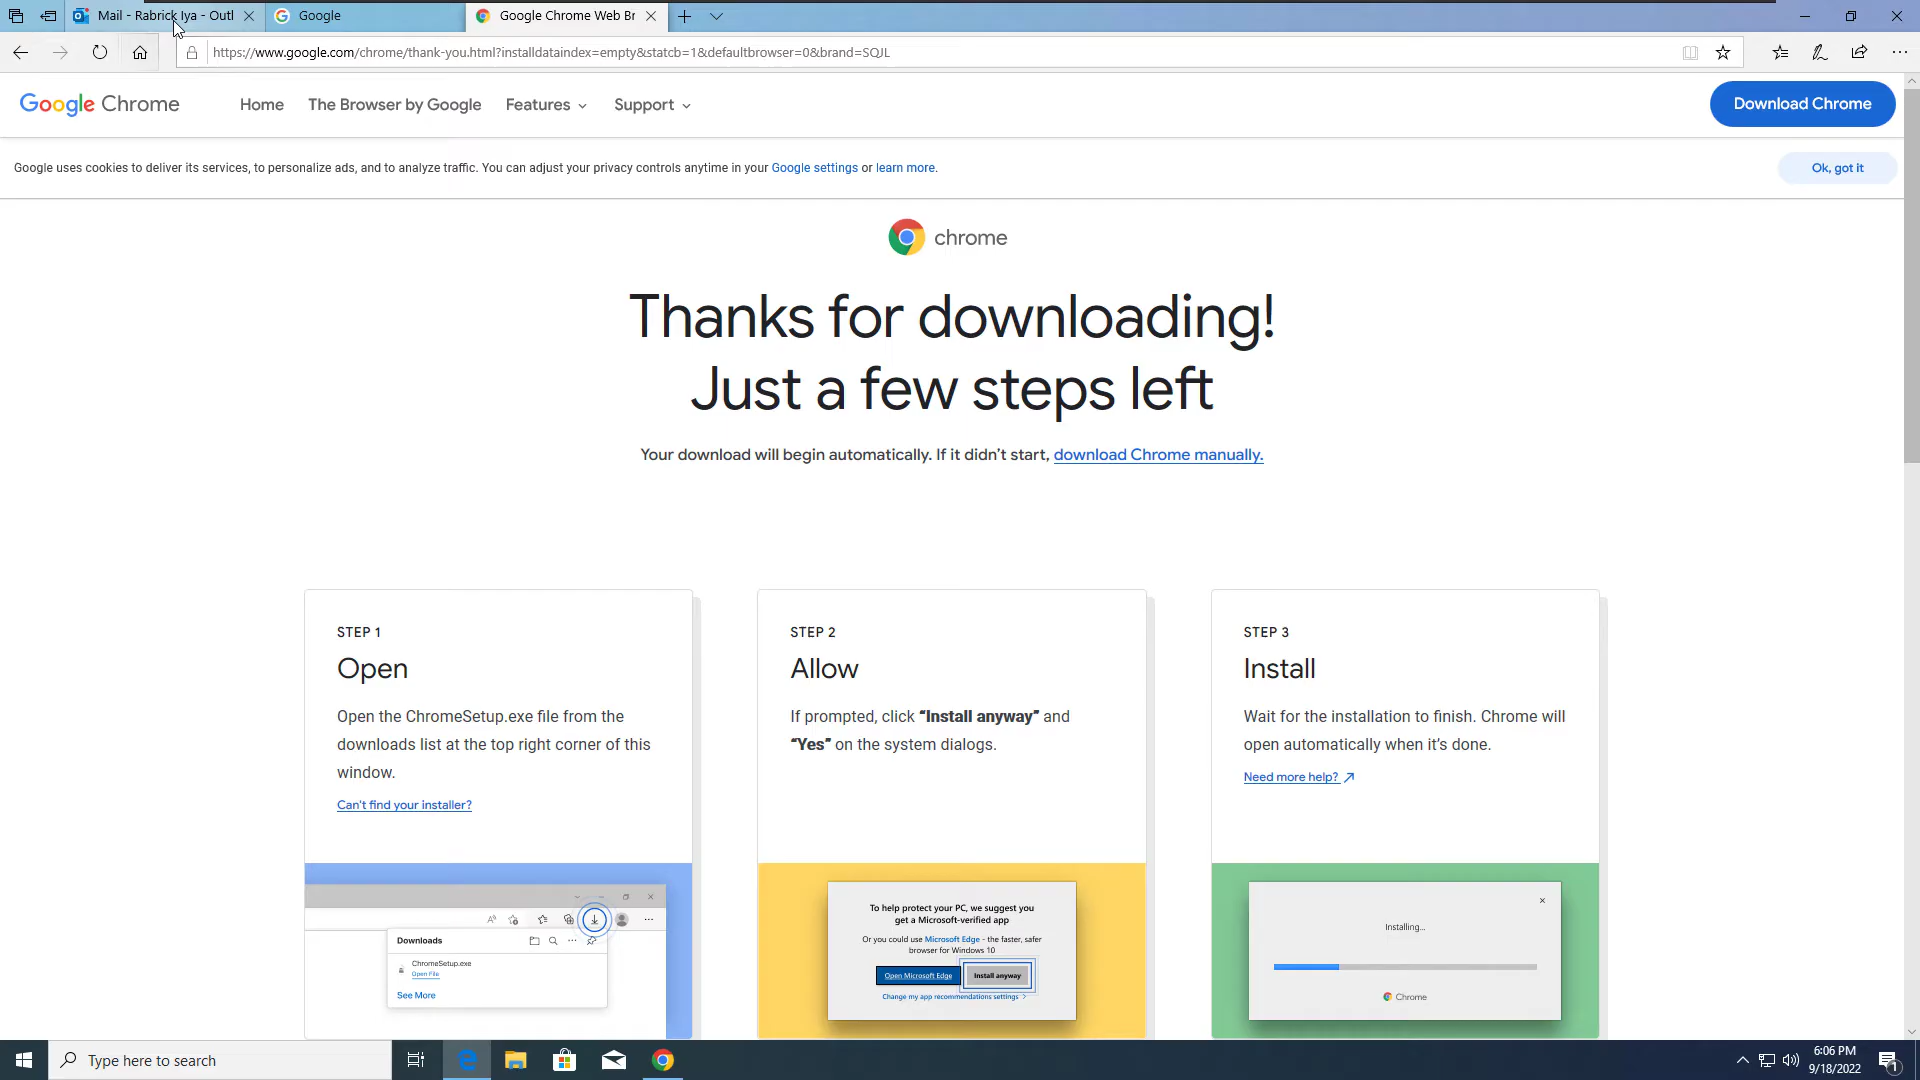 Mail - Rabrick Iya - Outl
Google
Google Chrome Web Br
https://www.google.com/chrome/thank-you.html?installdataindex=empty&statcb=1&defaultbrowser=0&brand=SQJL
Google Chrome
Home
The Browser by Google
Features
Support
Download Chrome
Google uses cookies to deliver its services, to personalize ads, and to analyze traffic. You can adjust your privacy controls anytime in your Google settings or learn more.
Ok, got it
chrome
Thanks for downloading!
Just a few steps left
Your download will begin automatically. If it didn’t start, download Chrome manually.
STEP 1
Open
Open the ChromeSetup.exe file from the
downloads list at the top right corner of this
window.
Can't find your installer?
Downloads
ChromeSetup.exe
Open File
See More
STEP 2
Allow
If prompted, click “Install anyway” and
“Yes” on the system dialogs.
To help protect your PC, we suggest you
get a Microsoft-verified app
Or you could use Microsoft Edge - the faster, safer
browser for Windows 10
Open Microsoft Edge
Install anyway
Change my app recommendations settings
STEP 3
Install
Wait for the installation to finish. Chrome will
open automatically when it’s done.
Need more help?
Installing...
Chrome
Type here to search
6:06 PM
9/18/2022
1